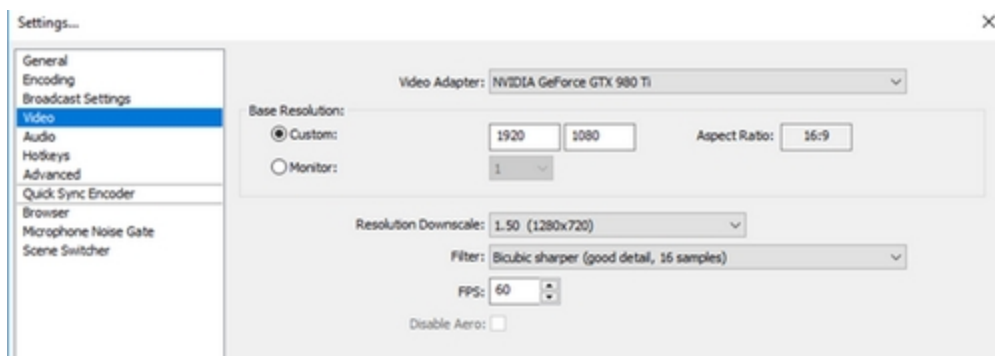 Settings...
General
Encoding
Broadcast Settings
Video
Audio
Hotkeys
Advanced
Quick Sync Encoder
Browser
Microphone Noise Gate
Scene Switcher
Video Adapter: NVIDIA GeForce GTX 980 Ti
Base Resolution:
Custom: 1920 1080 Aspect Ratio: 16:9
Monitor: 1
Resolution Downscale: 1.50 (1280x720)
Filter: Bicubic sharper (good detail, 16 samples)
FPS: 60
Disable Aero: